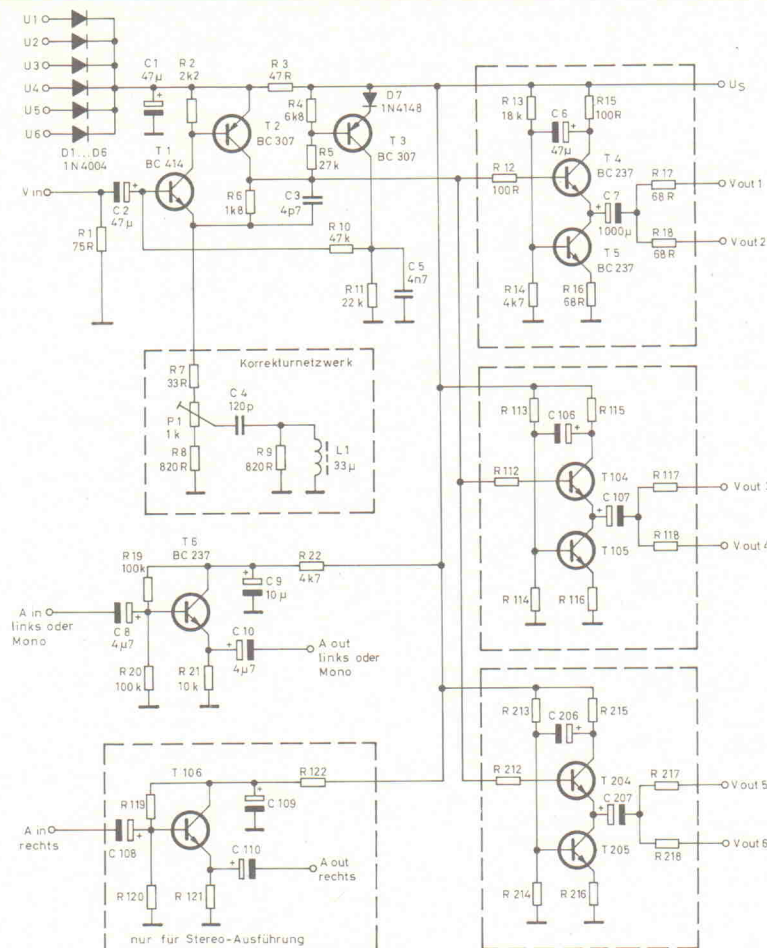 U1
U2
U3
U4
U5
U6
D1...D6
1N4004
C1
47µ
R2
2k2
R3
47R
R4
6k8
D7
1N4148
T1
BC 414
T2
BC 307
T3
BC 307
R5
27k
R6
1k8
C3
4p7
Vin
C2
47µ
R1
75R
R10
47k
R11
22k
C5
4n7
US
R13
18k
C6
47µ
R15
100R
R12
100R
T4
BC 237
C7
1000µ
R17
68R
Vout 1
R18
68R
Vout 2
T5
BC 237
R14
4k7
R16
68R
Korrekturnetzwerk
R7
33R
P1
1k
R8
820R
C4
120p
R9
820R
L1
33µ
R113
C106
R115
R112
T104
C107
R117
Vout 3
R118
Vout 4
T105
R114
R116
T6
BC 237
R19
100k
R22
4k7
C9
10µ
A in
links oder
Mono
C8
4µ7
C10
4µ7
A out
links oder
Mono
R20
100k
R21
10k
R213
C206
R215
R212
T204
C207
R217
Vout 5
R218
Vout 6
T205
R214
R216
T106
R119
R122
C109
A in
rechts
C108
C110
A out
rechts
R120
R121
nur für Stereo-Ausführung